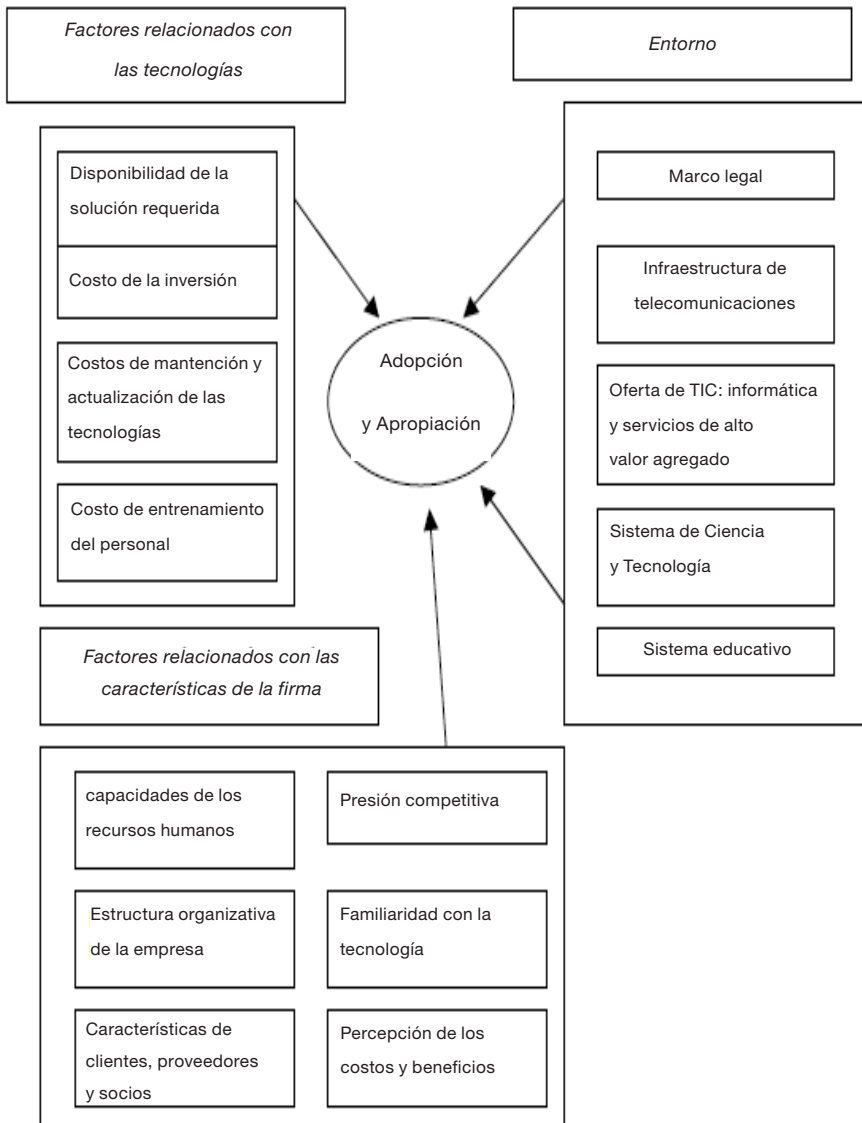 Factores relacionados con
las tecnologías
Entorno
Disponibilidad de la
solución requerida
Costo de la inversión
Costos de mantención y
actualización de las
tecnologías
Costo de entrenamiento
del personal
Adopción
y Apropiación
Marco legal
Infraestructura de
telecomunicaciones
Oferta de TIC: informática
y servicios de alto
valor agregado
Sistema de Ciencia
y Tecnología
Sistema educativo
Factores relacionados con las
características de la firma
capacidades de los
recursos humanos
Presión competitiva
Estructura organizativa
de la empresa
Familiaridad con la
tecnología
Características de
clientes, proveedores
y socios
Percepción de los
costos y beneficios